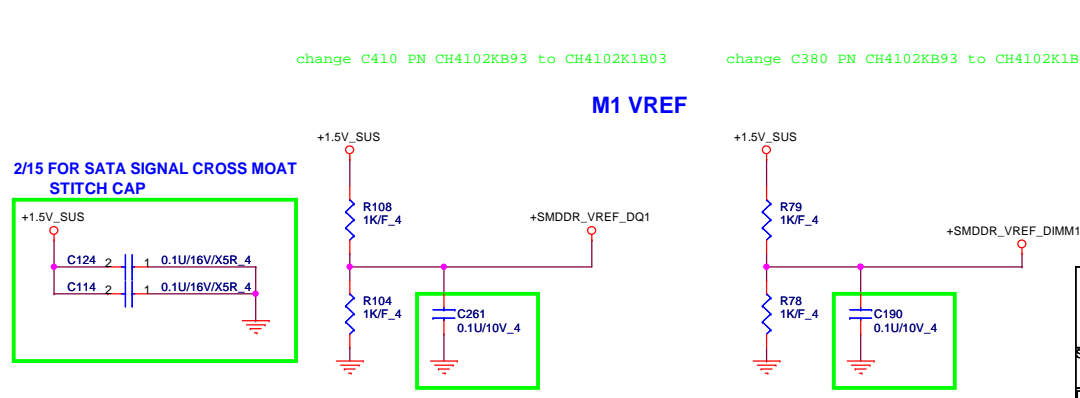 change C410 PN CH4102KB93 to CH4102K1B03
change C380 PN CH4102KB93 to CH4102K1B
M1 VREF
2/15 FOR SATA SIGNAL CROSS MOAT
STITCH CAP
+1.5V_SUS
C124 2 1 0.1U/16V/X5R_4
C114 2 1 0.1U/16V/X5R_4
+1.5V_SUS
R108
1K/F_4
+SMDDR_VREF_DQ1
R104
1K/F_4
C261
0.1U/10V_4
+1.5V_SUS
R79
1K/F_4
+SMDDR_VREF_DIMM1
R78
1K/F_4
C190
0.1U/10V_4